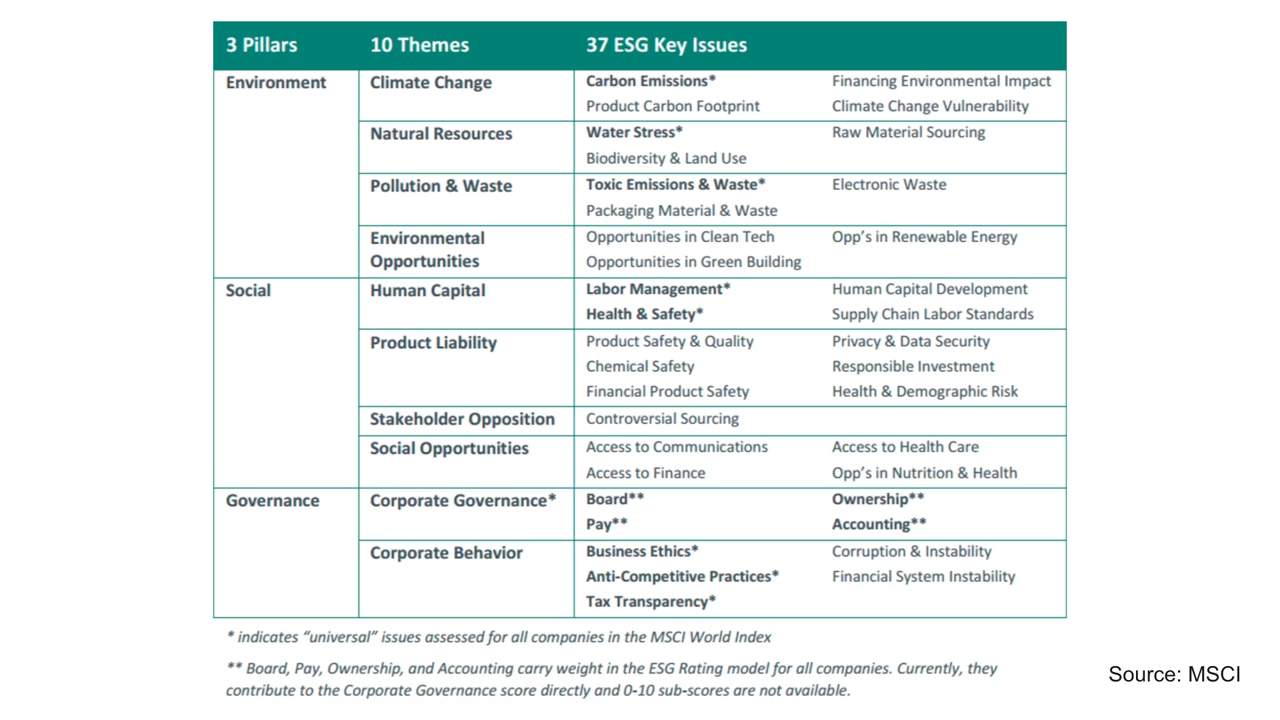 3 Pillars 10 Themes 37 ESG Key Issues
Environment Climate Change Carbon Emissions* Financing Environmental Impact
Product Carbon Footprint Climate Change Vulnerability
Natural Resources Water Stress* Raw Material Sourcing
Biodiversity & Land Use
Pollution & Waste Toxic Emissions & Waste* Electronic Waste
Packaging Material & Waste
Environmental Opportunities in Clean Tech Opp’s in Renewable Energy
Opportunities Opportunities in Green Building
Social Human Capital Labor Management* Human Capital Development
Health & Safety* Supply Chain Labor Standards
Product Liability Product Safety & Quality Privacy & Data Security
Chemical Safety Responsible Investment
Financial Product Safety Health & Demographic Risk
Stakeholder Opposition Controversial Sourcing
Social Opportunities Access to Communications Access to Health Care
Access to Finance Opp’s in Nutrition & Health
Governance Corporate Governance* Board** Ownership**
Pay** Accounting**
Corporate Behavior Business Ethics* Corruption & Instability
Anti-Competitive Practices* Financial System Instability
Tax Transparency*
* indicates “universal” issues assessed for all companies in the MSCI World Index
** Board, Pay, Ownership, and Accounting carry weight in the ESG Rating model for all companies. Currently, they
contribute to the Corporate Governance score directly and 0-10 sub-scores are not available.
Source: MSCI